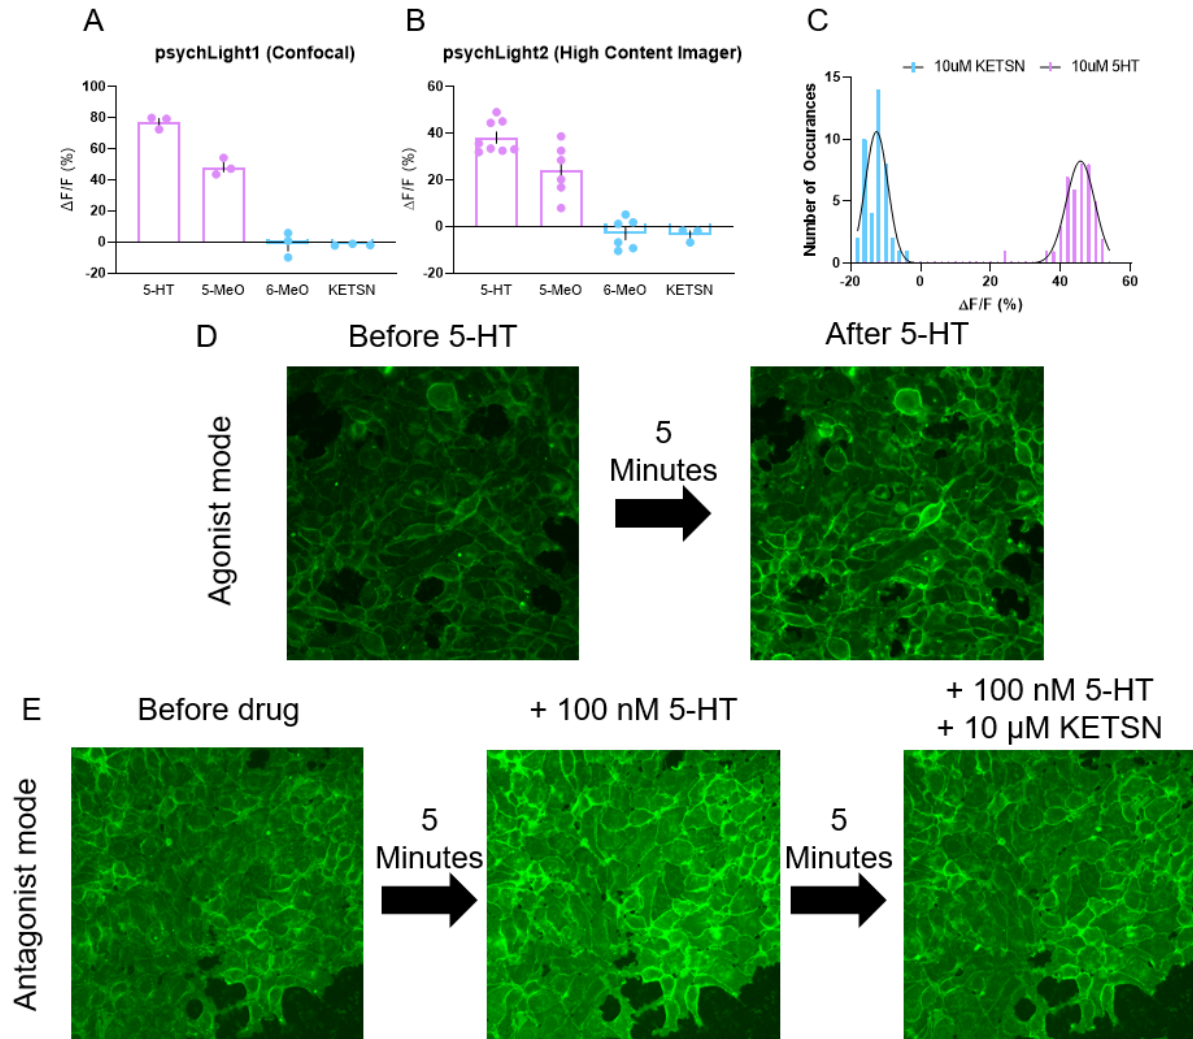 A
psychLight1 (Confocal)
ΔF/F (%)
100
80
60
40
20
0
-20
5-HT 5-MeO 6-MeO KETSN
B
psychLight2 (High Content Imager)
ΔF/F (%)
60
40
20
0
-20
5-HT 5-MeO 6-MeO KETSN
C
10uM KETSN 10uM 5HT
Number of Occurances
15
10
5
0
-20 0 20 40 60
ΔF/F (%)
D
Before 5-HT
After 5-HT
Agonist mode
5
Minutes
E
Before drug
+ 100 nM 5-HT
+ 100 nM 5-HT
+ 10 µM KETSN
Antagonist mode
5
Minutes
5
Minutes